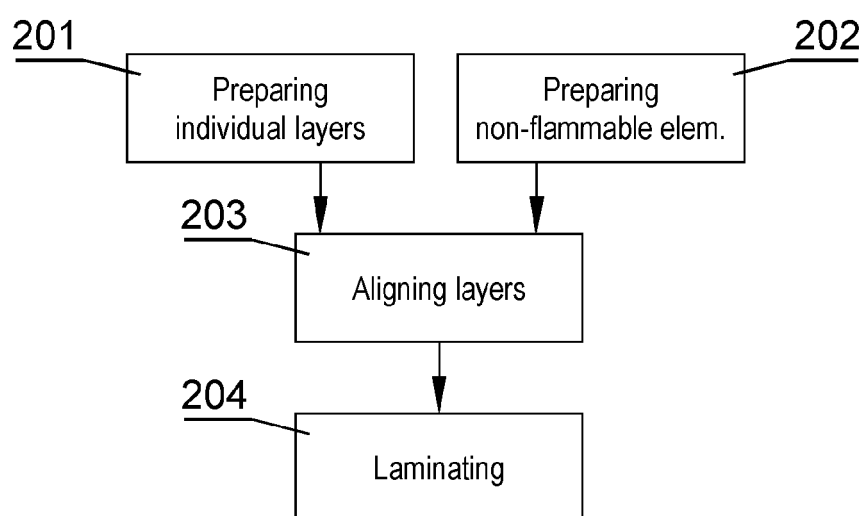 201
202
Preparing
individual layers
Preparing
non-flammable elem.
203
Aligning layers
204
Laminating